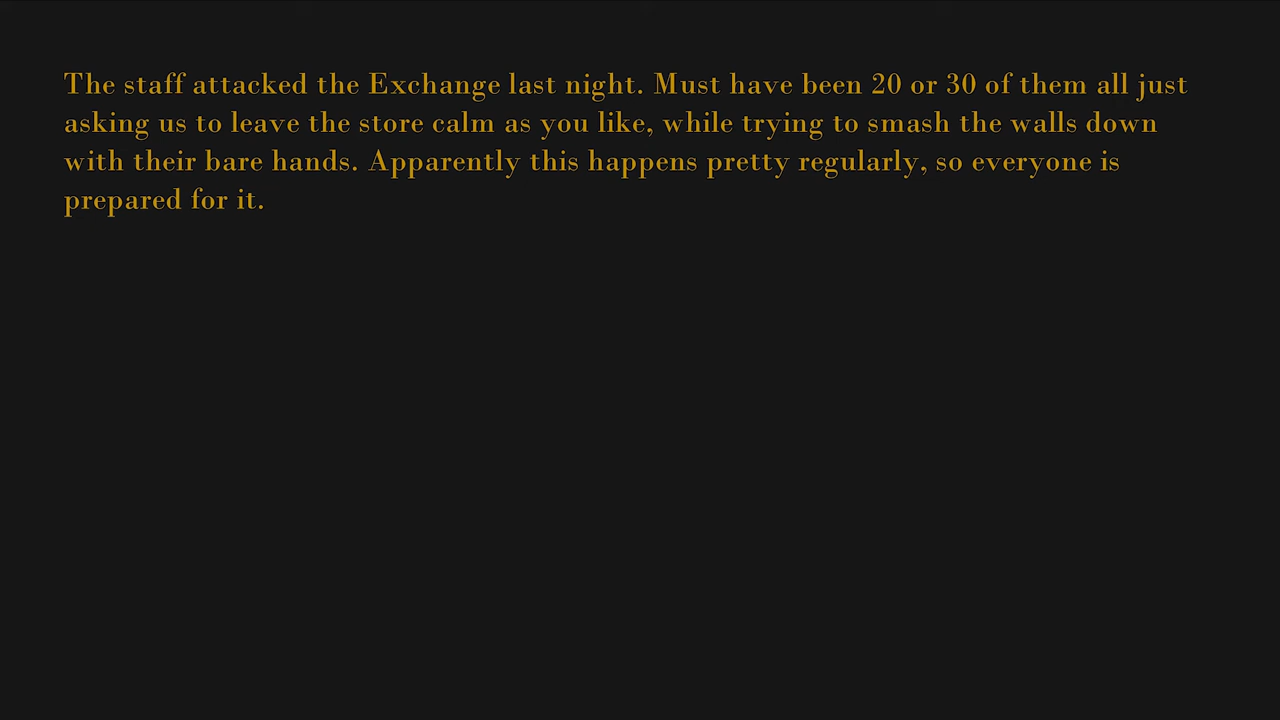 The staff attacked the Exchange last night. Must have been 20 or 30 of them all just
asking us to leave the store calm as you like, while trying to smash the walls down
with their bare hands. Apparently this happens pretty regularly, so everyone is
prepared for it.